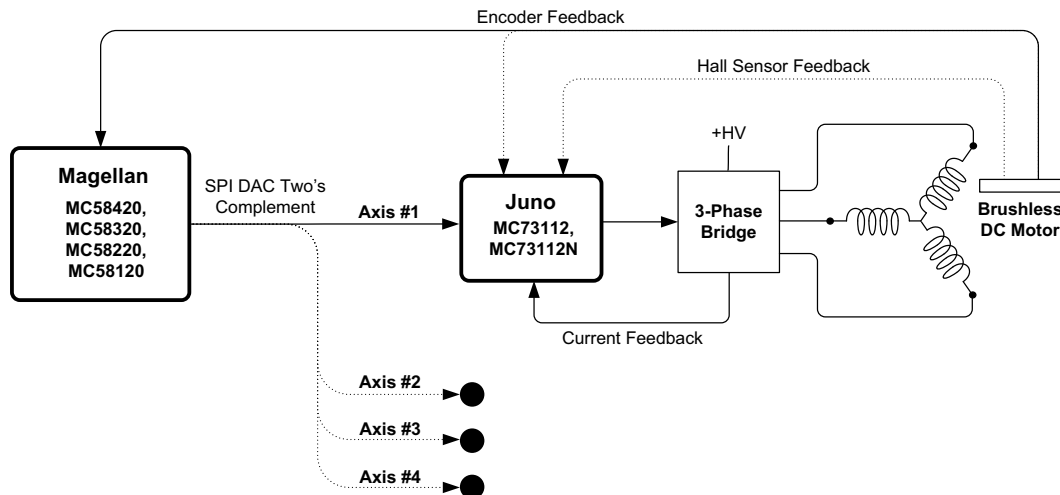 Encoder Feedback
Hall Sensor Feedback
+HV
Magellan
MC58420,
MC58320,
MC58220,
MC58120
SPI DAC Two's
Complement
Axis #1
Juno
MC73112,
MC73112N
3-Phase
Bridge
Brushless
DC Motor
Current Feedback
Axis #2
Axis #3
Axis #4